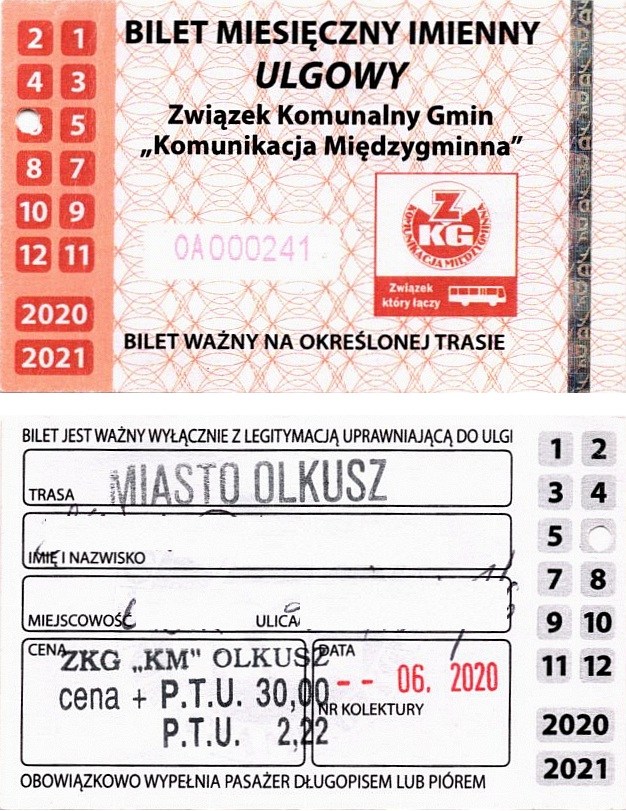 2 1
4 3
5
8 7
10 9
12 11
2020
2021
BILET MIESIĘCZNY IMIENNY
ULGOWY
Związek Komunalny Gmin
„Komunikacja Międzygminna”
0A000241
Z
KG
KOMUNIKACJA MIĘDZYGMINNA
Związek
który łączy
BILET WAŻNY NA OKREŚLONEJ TRASIE
BILET JEST WAŻNY WYŁĄCZNIE Z LEGITYMACJĄ UPRAWNIAJĄCĄ DO ULGI
TRASA MIASTO OLKUSZ
IMIĘ I NAZWISKO
MIEJSCOWOŚĆ ULICA
CENA
ZKG „KM" OLKUSZ
cena + P.T.U. 30,00
P.T.U. 2,22
DATA
-- 06. 2020
NR KOLEKTURY
OBOWIĄZKOWO WYPEŁNIA PASAŻER DŁUGOPISEM LUB PIÓREM
1 2
3 4
5
7 8
9 10
11 12
2020
2021